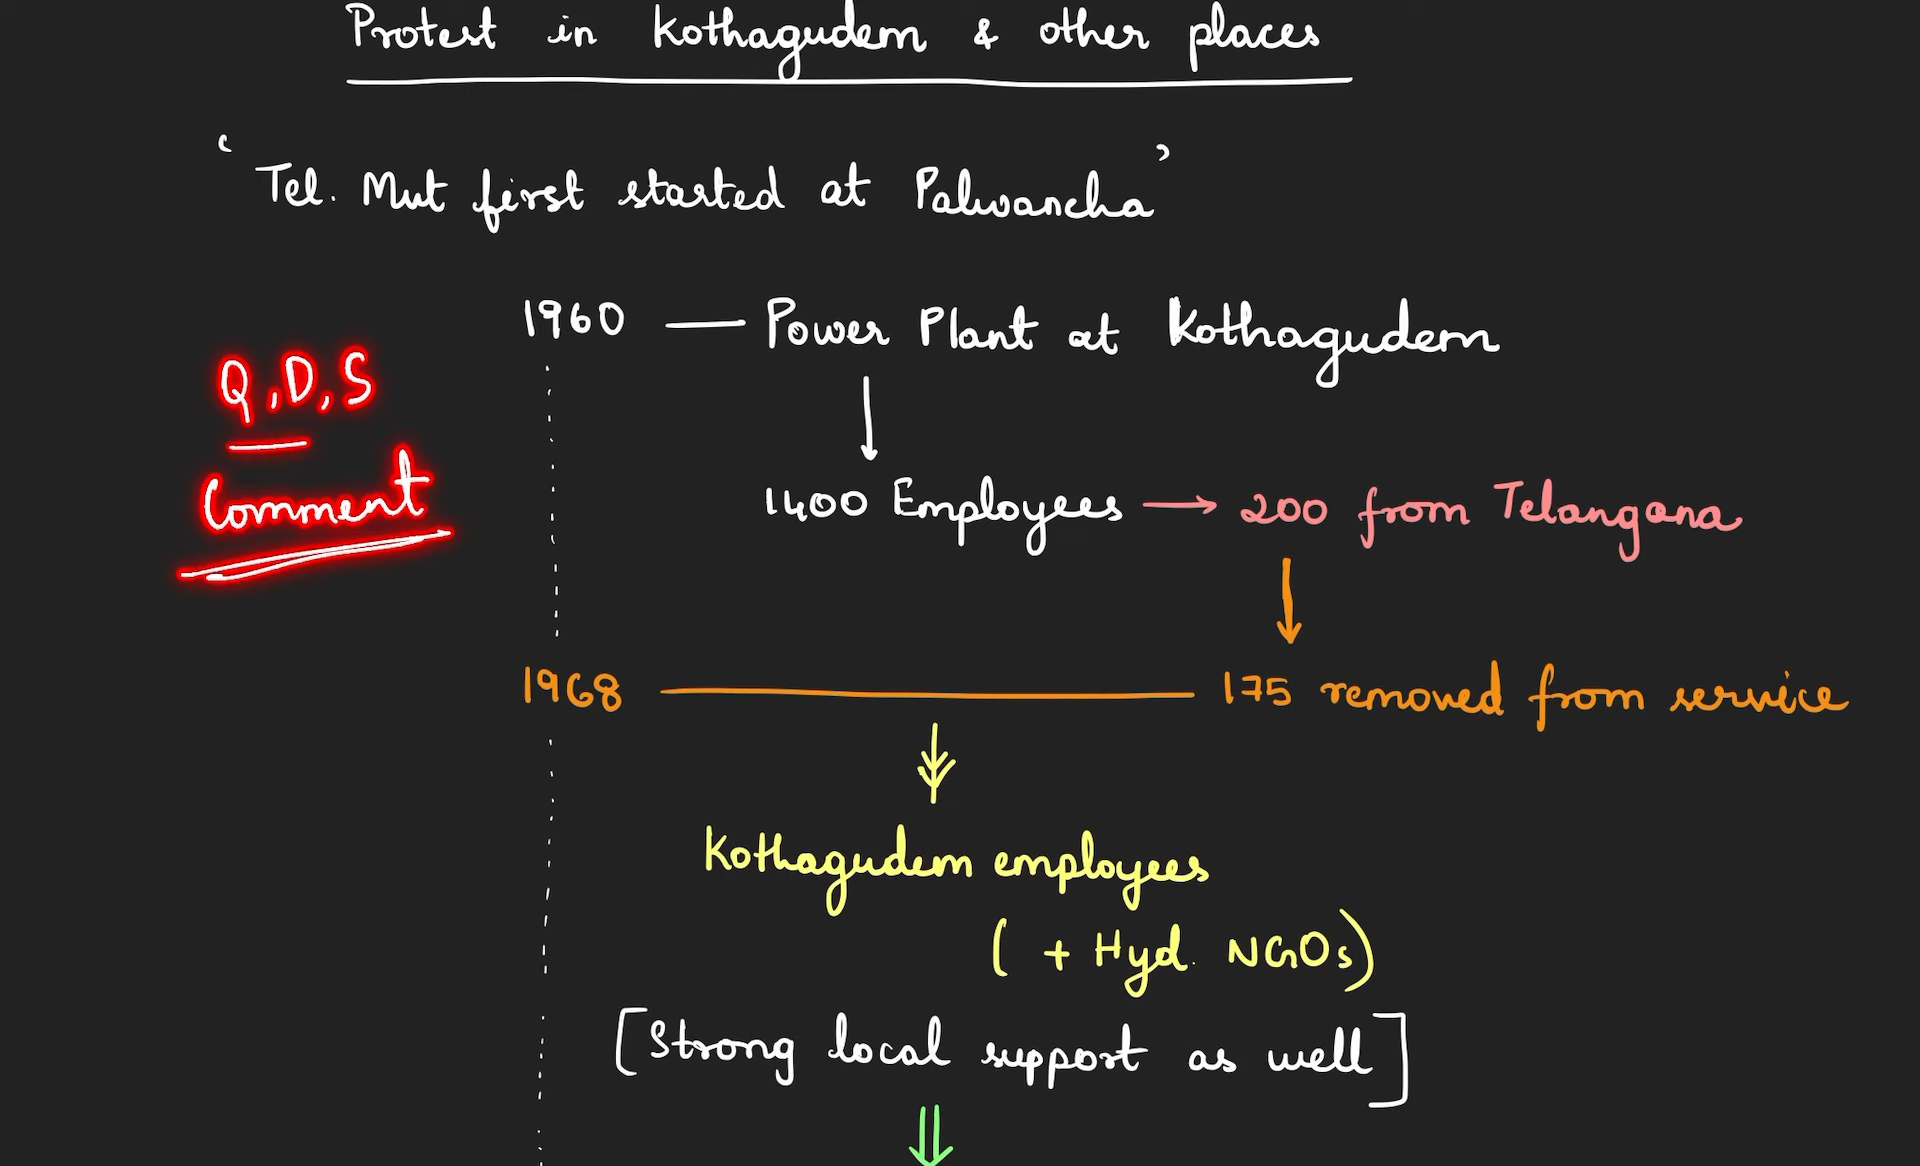 Protest in Kothagudem & other places
‘Tel. Mvt first started at Palwancha’
1960 — Power Plant at Kothagudem
Q, D, S
Comment
1400 Employees → 200 from Telangana
1968 — 175 removed from service
Kothagudem employees
( + Hyd. NGOs)
[Strong local support as well]